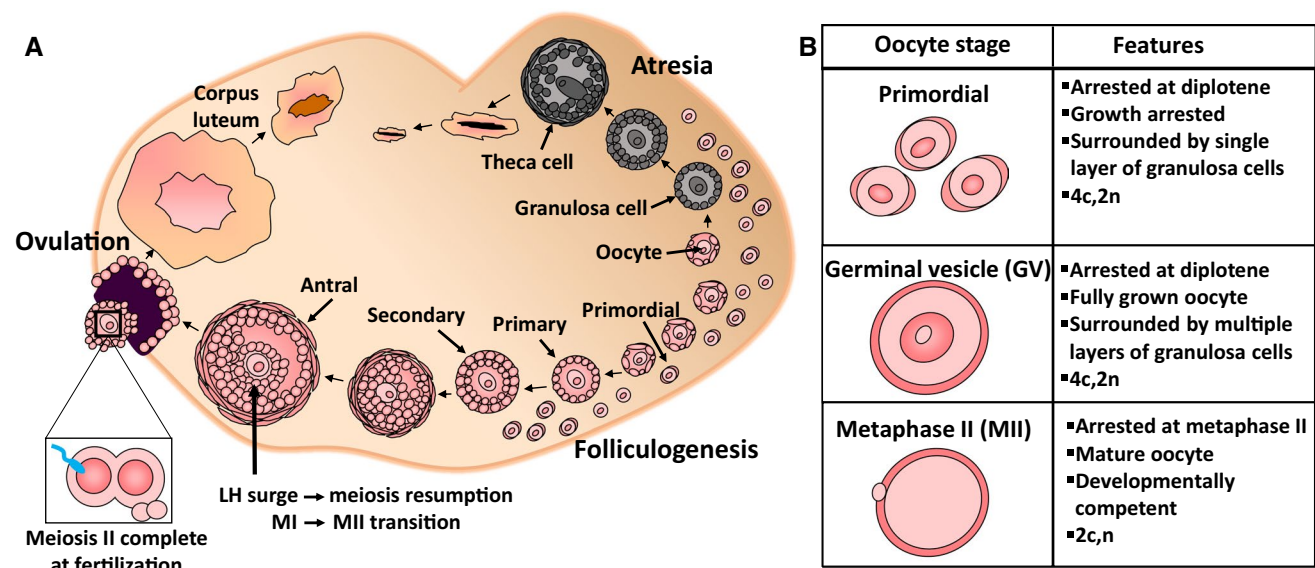 A
Atresia
Corpus
luteum
Theca cell
Granulosa cell
Ovulation
Oocyte
Antral
Secondary
Primary
Primordial
Folliculogenesis
LH surge → meiosis resumption
MI → MII transition
Meiosis II complete
at fertilization
B
Oocyte stage
Features
Primordial
▪Arrested at diplotene
▪Growth arrested
▪Surrounded by single
layer of granulosa cells
▪4c,2n
Germinal vesicle (GV)
▪Arrested at diplotene
▪Fully grown oocyte
▪Surrounded by multiple
layers of granulosa cells
▪4c,2n
Metaphase II (MII)
▪Arrested at metaphase II
▪Mature oocyte
▪Developmentally
competent
▪2c,n